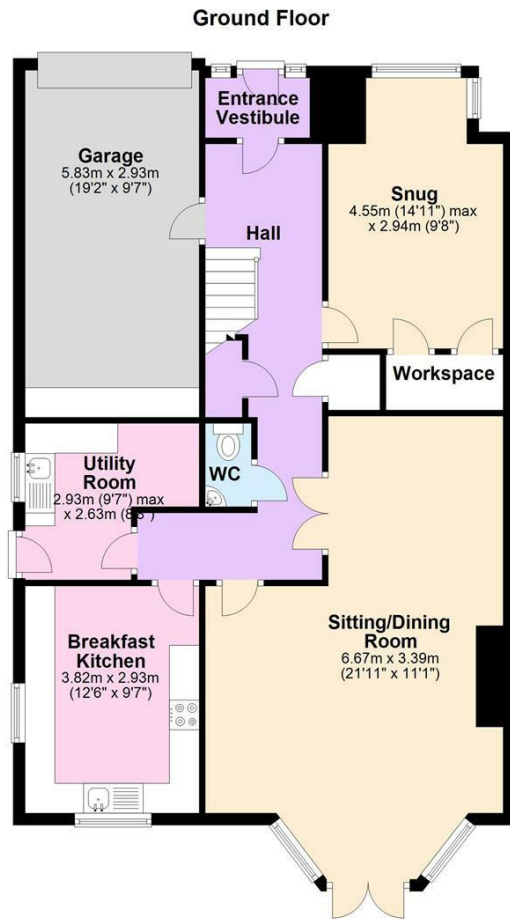 Ground Floor
Entrance
Vestibule
Garage
5.83m x 2.93m
(19'2" x 9'7")
Snug
4.55m (14'11") max
x 2.94m (9'8")
Hall
Workspace
WC
Utility
Room
2.93m (9'7") max
x 2.63m (8'8")
Sitting/Dining
Room
6.67m x 3.39m
(21'11" x 11'1")
Breakfast
Kitchen
3.82m x 2.93m
(12'6" x 9'7")